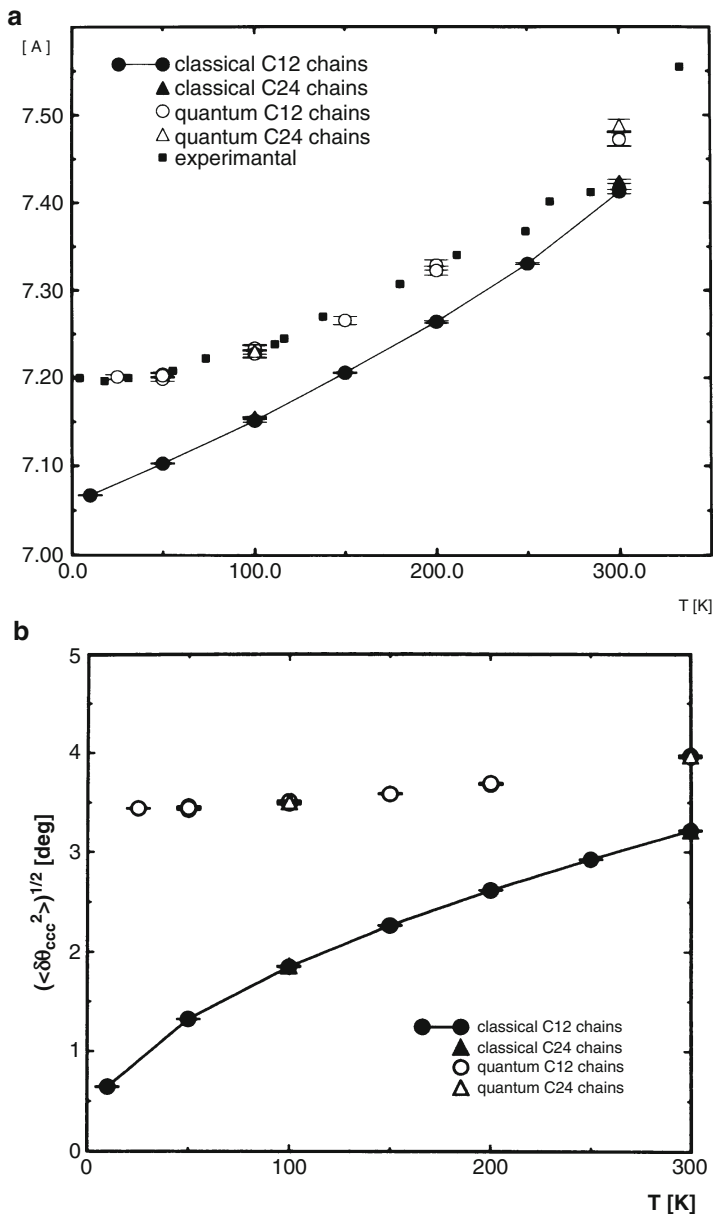 a
[ A ]
classical C12 chains
classical C24 chains
quantum C12 chains
quantum C24 chains
experimantal
7.50
7.40
7.30
7.20
7.10
7.00
0.0
100.0
200.0
300.0
T [K]
b
5
4
3
2
1
0
(<δθccc²>)^1/2 [deg]
classical C12 chains
classical C24 chains
quantum C12 chains
quantum C24 chains
0
100
200
300
T [K]